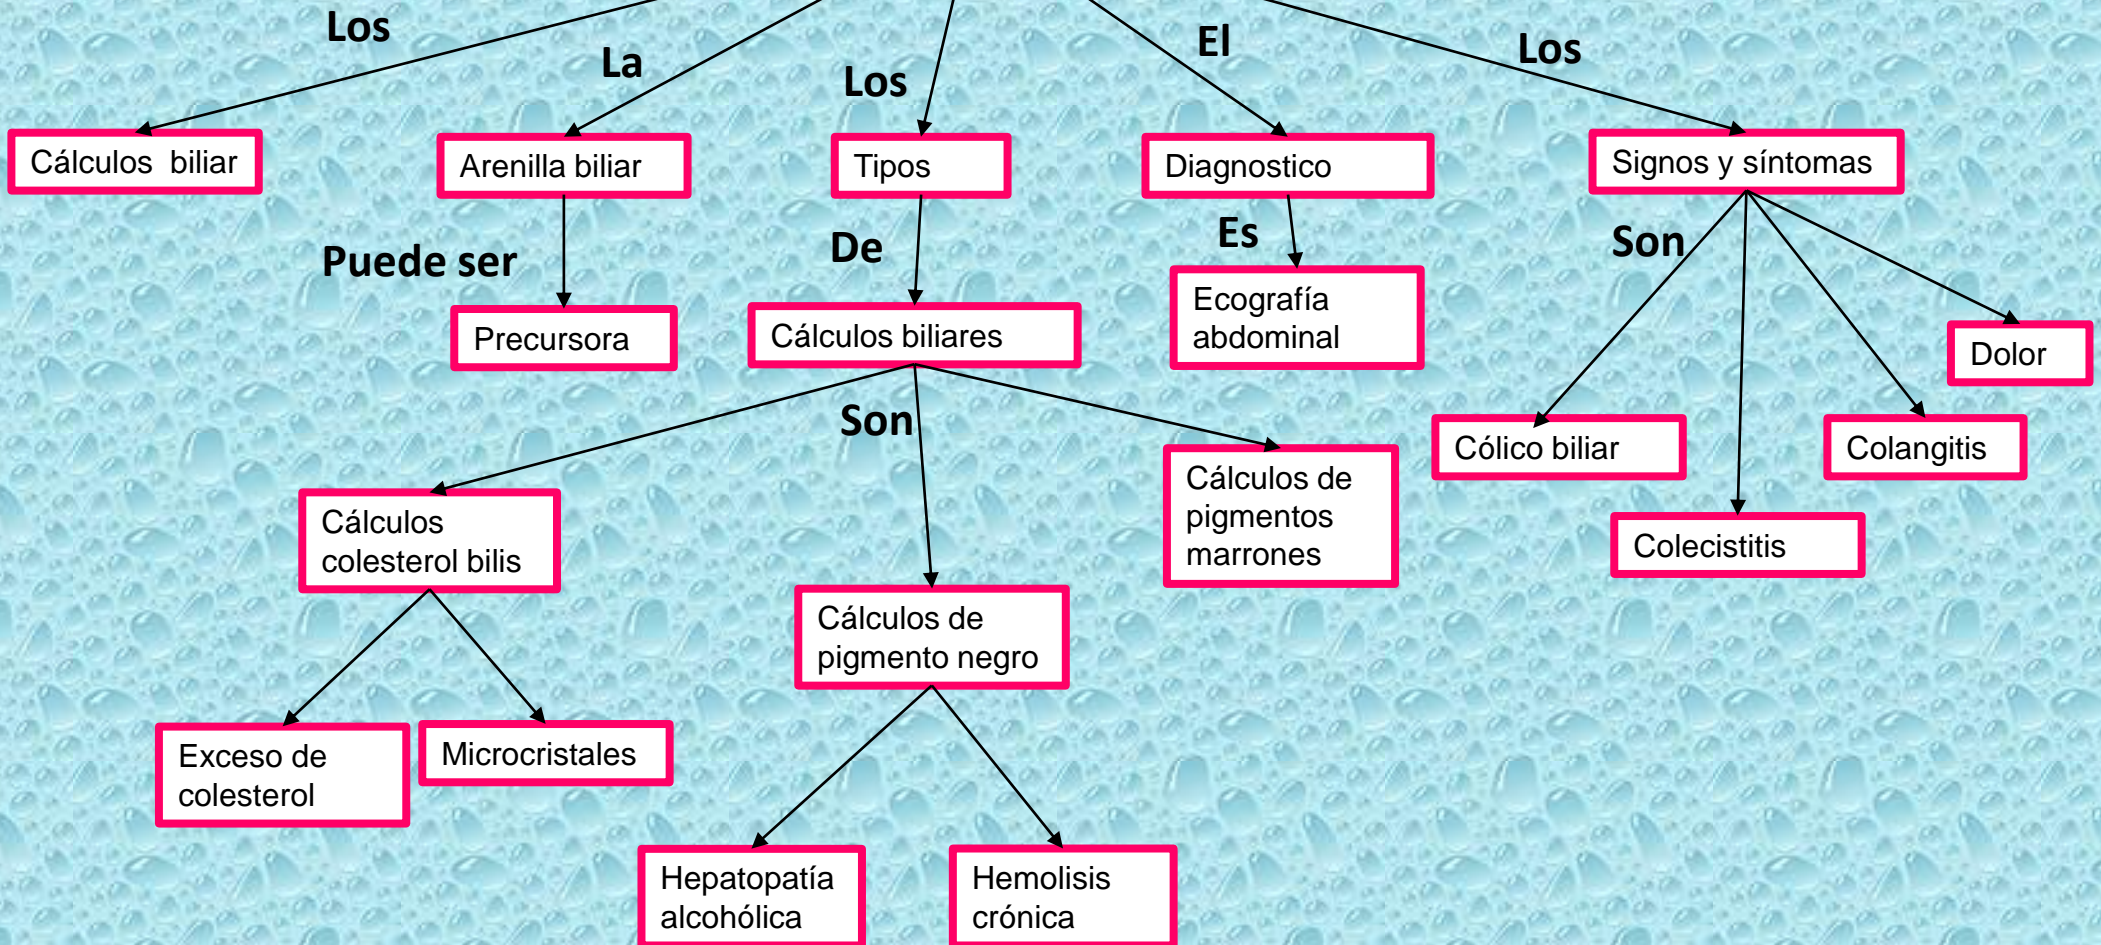 Los
La
Los
El
Los
Cálculos biliar
Arenilla biliar
Tipos
Diagnostico
Signos y síntomas
Puede ser
De
Es
Son
Precursora
Cálculos biliares
Ecografía
abdominal
Dolor
Son
Cólico biliar
Colangitis
Cálculos de
pigmentos
marrones
Cálculos
colesterol bilis
Colecistitis
Cálculos de
pigmento negro
Exceso de
colesterol
Microcristales
Hepatopatía
alcohólica
Hemolisis
crónica